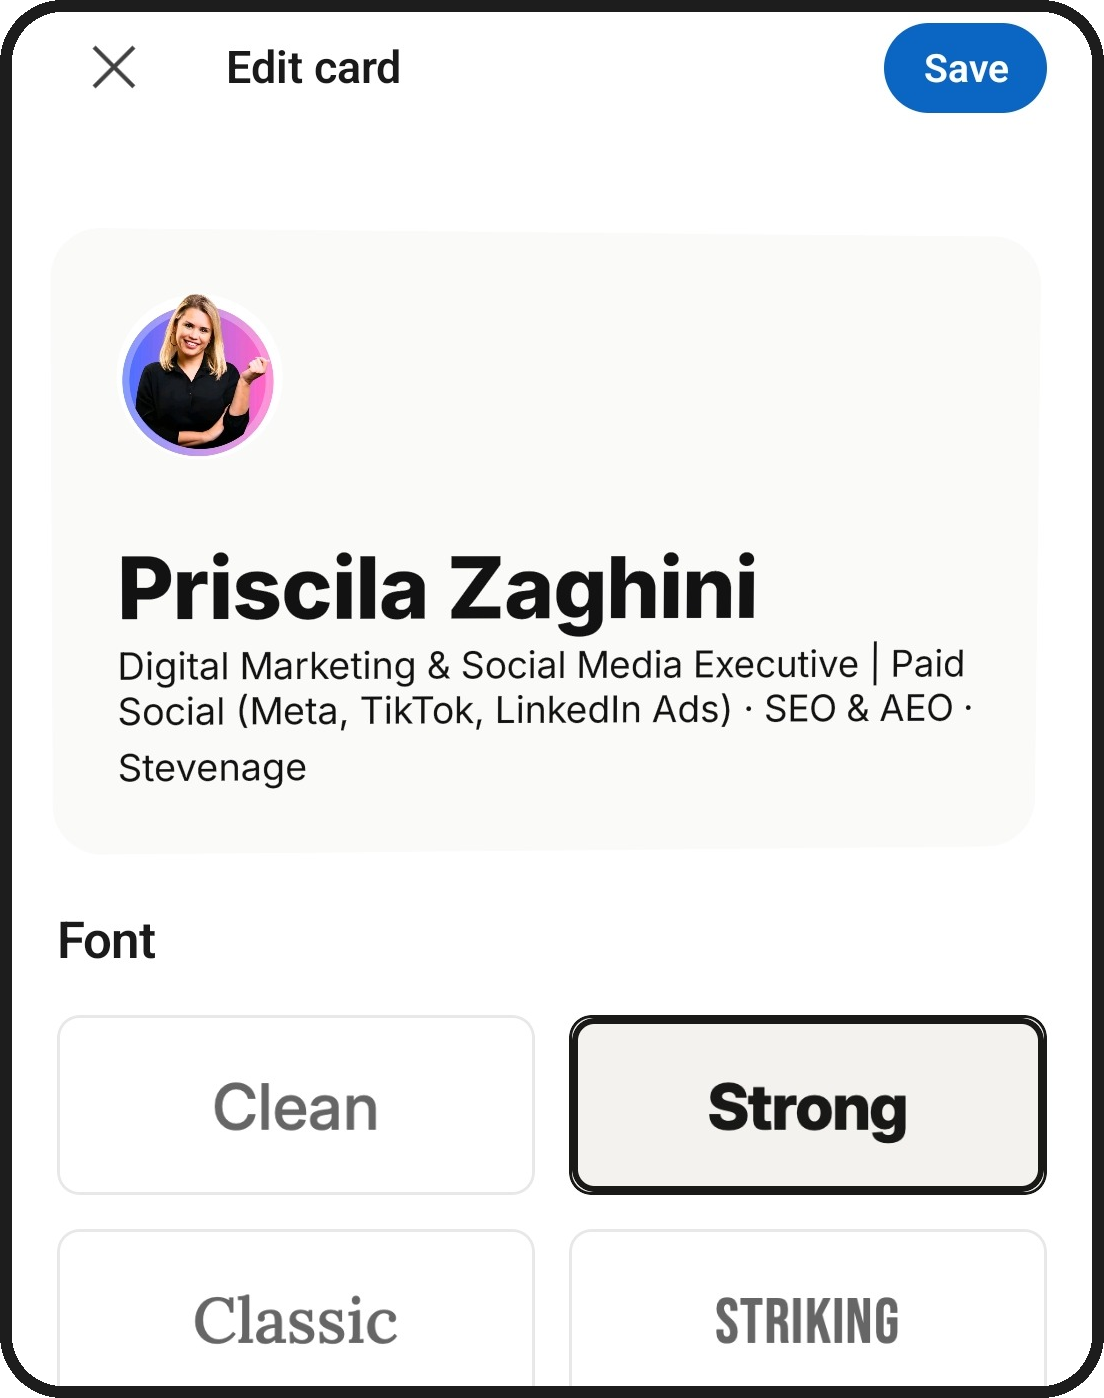 Edit card
Save
Priscila Zaghini
Digital Marketing & Social Media Executive | Paid
Social (Meta, TikTok, LinkedIn Ads) · SEO & AEO ·
Stevenage
Font
Clean
Strong
Classic
STRIKING